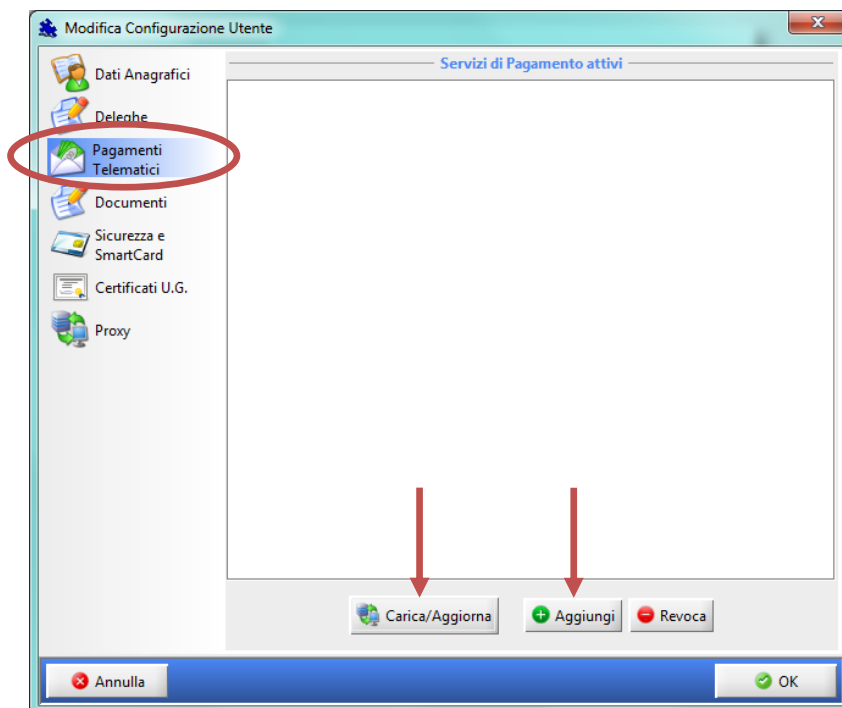 Modifica Configurazione Utente
x
Dati Anagrafici
Deleghe
Pagamenti
Telematici
Documenti
Sicurezza e
SmartCard
Certificati U.G.
Proxy
Servizi di Pagamento attivi
Carica/Aggiorna
Aggiungi
Revoca
Annulla
OK